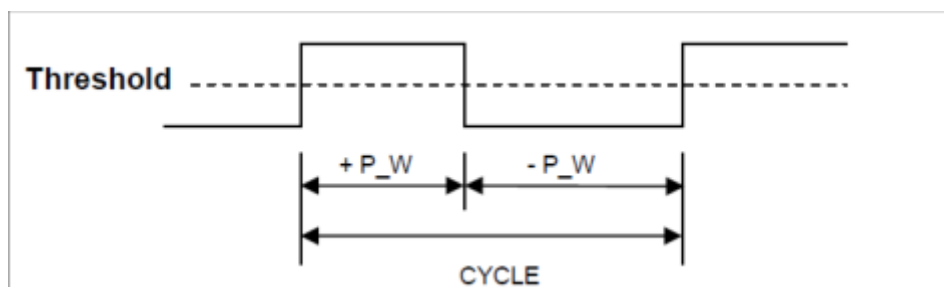 Threshold
+ P_W - P_W
CYCLE